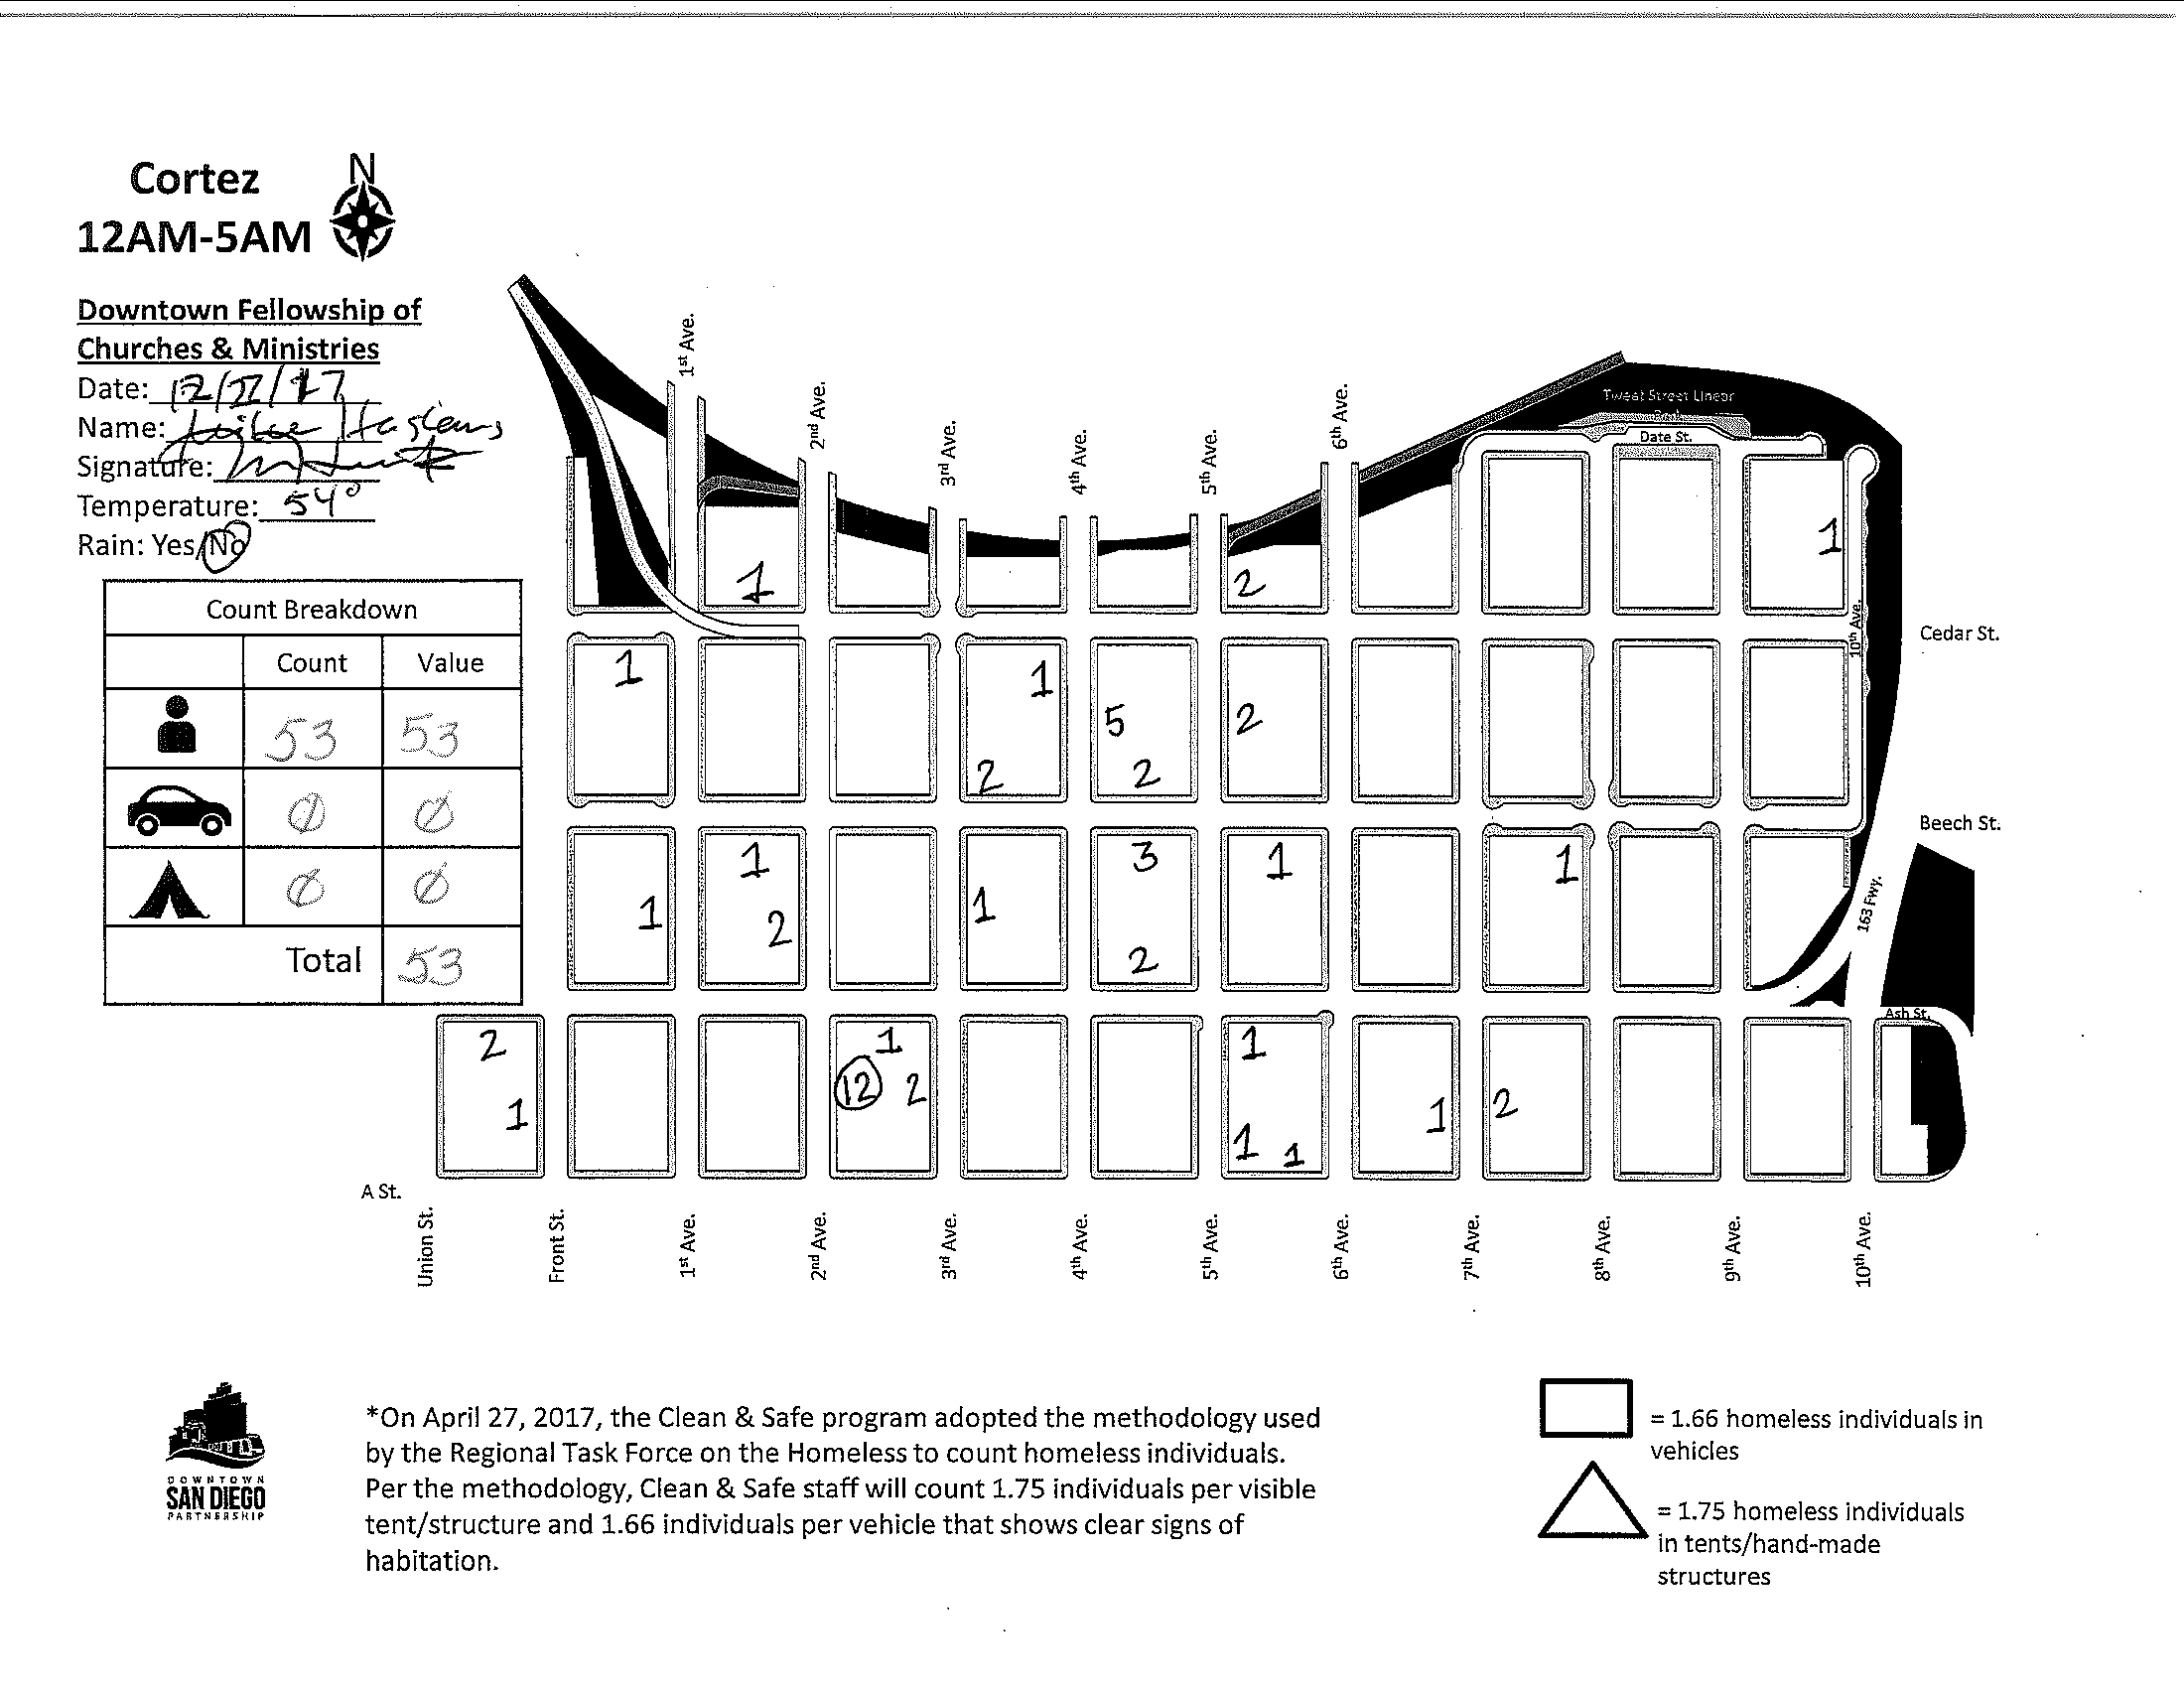 Cortez
N
12AM-5AM
Downtown Fellowship of
Churches & Ministries
Date: 12/ /17
Name:
Signature:
Temperature: 54°
Rain: Yes/No
Count Breakdown
Count Value
53 53
Ø Ø
Ø Ø
Total 53
1st Ave.
2nd Ave.
3rd Ave.
4th Ave.
5th Ave.
6th Ave.
Tweet Street Linear
Date St.
10th Ave.
Cedar St.
Beech St.
163 Fwy.
Ash St.
1 2 1
1 1 5 2
2 2
1 3 1 1
1 2 1
2
2 1 1
12 2
1 1 2
1 1
A St.
Union St.
Front St.
1st Ave.
2nd Ave.
3rd Ave.
4th Ave.
5th Ave.
6th Ave.
7th Ave.
8th Ave.
9th Ave.
10th Ave.
DOWNTOWN
SAN DIEGO
PARTNERSHIP
*On April 27, 2017, the Clean & Safe program adopted the methodology used
by the Regional Task Force on the Homeless to count homeless individuals.
Per the methodology, Clean & Safe staff will count 1.75 individuals per visible
tent/structure and 1.66 individuals per vehicle that shows clear signs of
habitation.
= 1.66 homeless individuals in
vehicles
= 1.75 homeless individuals
in tents/hand-made
structures